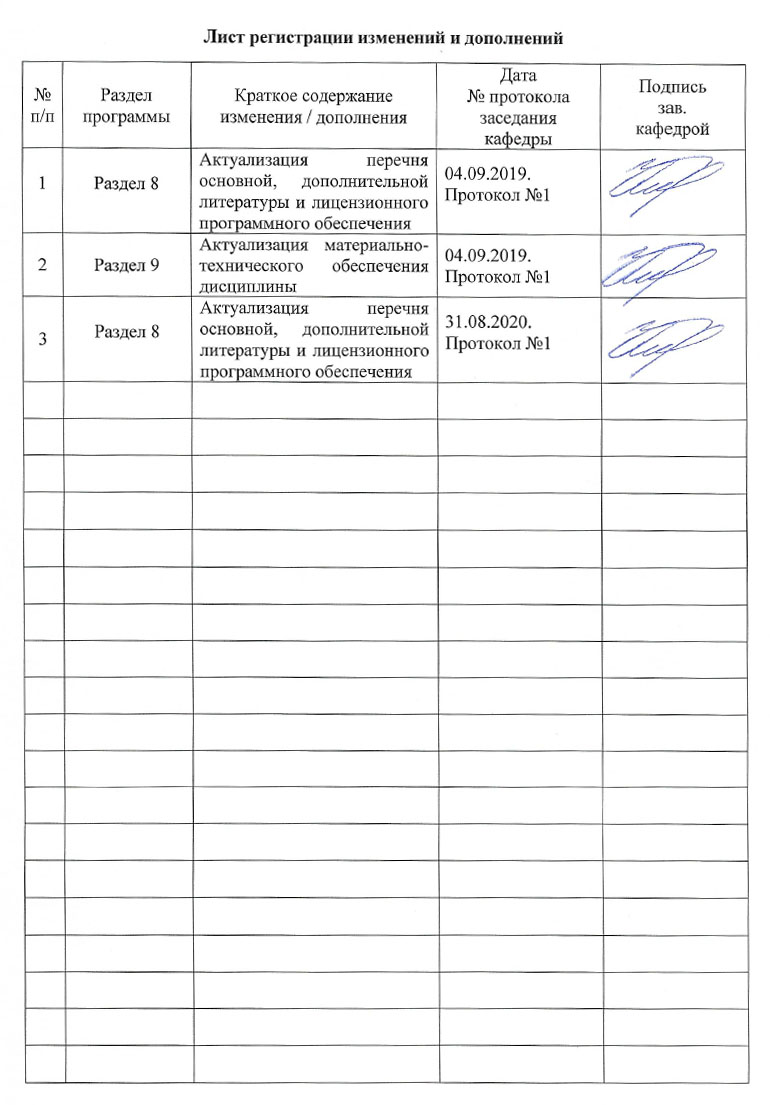 Лист регистрации изменений и дополнений
№
п/п
Раздел
программы
Краткое содержание
изменения / дополнения
Дата
№ протокола
заседания
кафедры
Подпись
зав.
кафедрой
1
Раздел 8
Актуализация перечня
основной, дополнительной
литературы и лицензионного
программного обеспечения
04.09.2019.
Протокол №1
2
Раздел 9
Актуализация материально-
технического обеспечения
дисциплины
04.09.2019.
Протокол №1
3
Раздел 8
Актуализация перечня
основной, дополнительной
литературы и лицензионного
программного обеспечения
31.08.2020.
Протокол №1